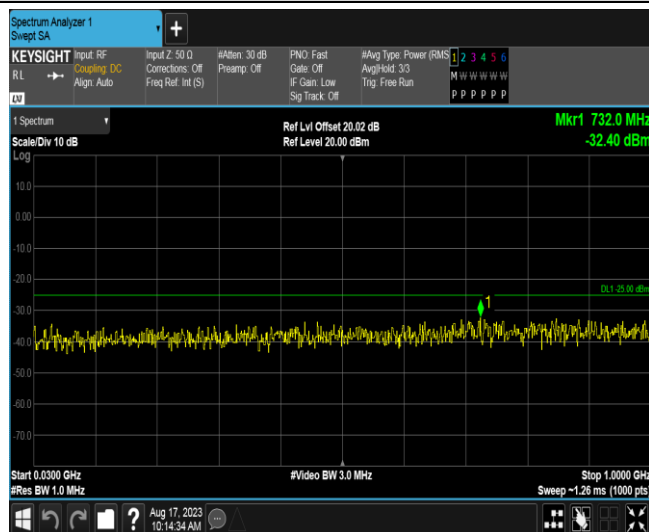 Spectrum Analyzer 1
Swept SA
+
KEYSIGHT
RL
LXI
Input: RF
Coupling: DC
Align: Auto
Input Z: 50 Ω
Corrections: Off
Freq Ref: Int (S)
#Atten: 30 dB
Preamp: Off
PNO: Fast
Gate: Off
IF Gain: Low
Sig Track: Off
#Avg Type: Power (RMS
Avg|Hold: 3/3
Trig: Free Run
1 2 3 4 5 6
M W W W W W
P P P P P P
1 Spectrum
Scale/Div 10 dB
Ref Lvl Offset 20.02 dB
Ref Level 20.00 dBm
Mkr1 732.0 MHz
-32.40 dBm
Log
10.0
0.00
-10.0
-20.0
DL1 -25.00 dBm
1
-30.0
-40.0
-50.0
-60.0
-70.0
Start 0.0300 GHz
#Video BW 3.0 MHz
Stop 1.0000 GHz
#Res BW 1.0 MHz
Sweep ~1.26 ms (1000 pts)
?
Aug 17, 2023
10:14:34 AM